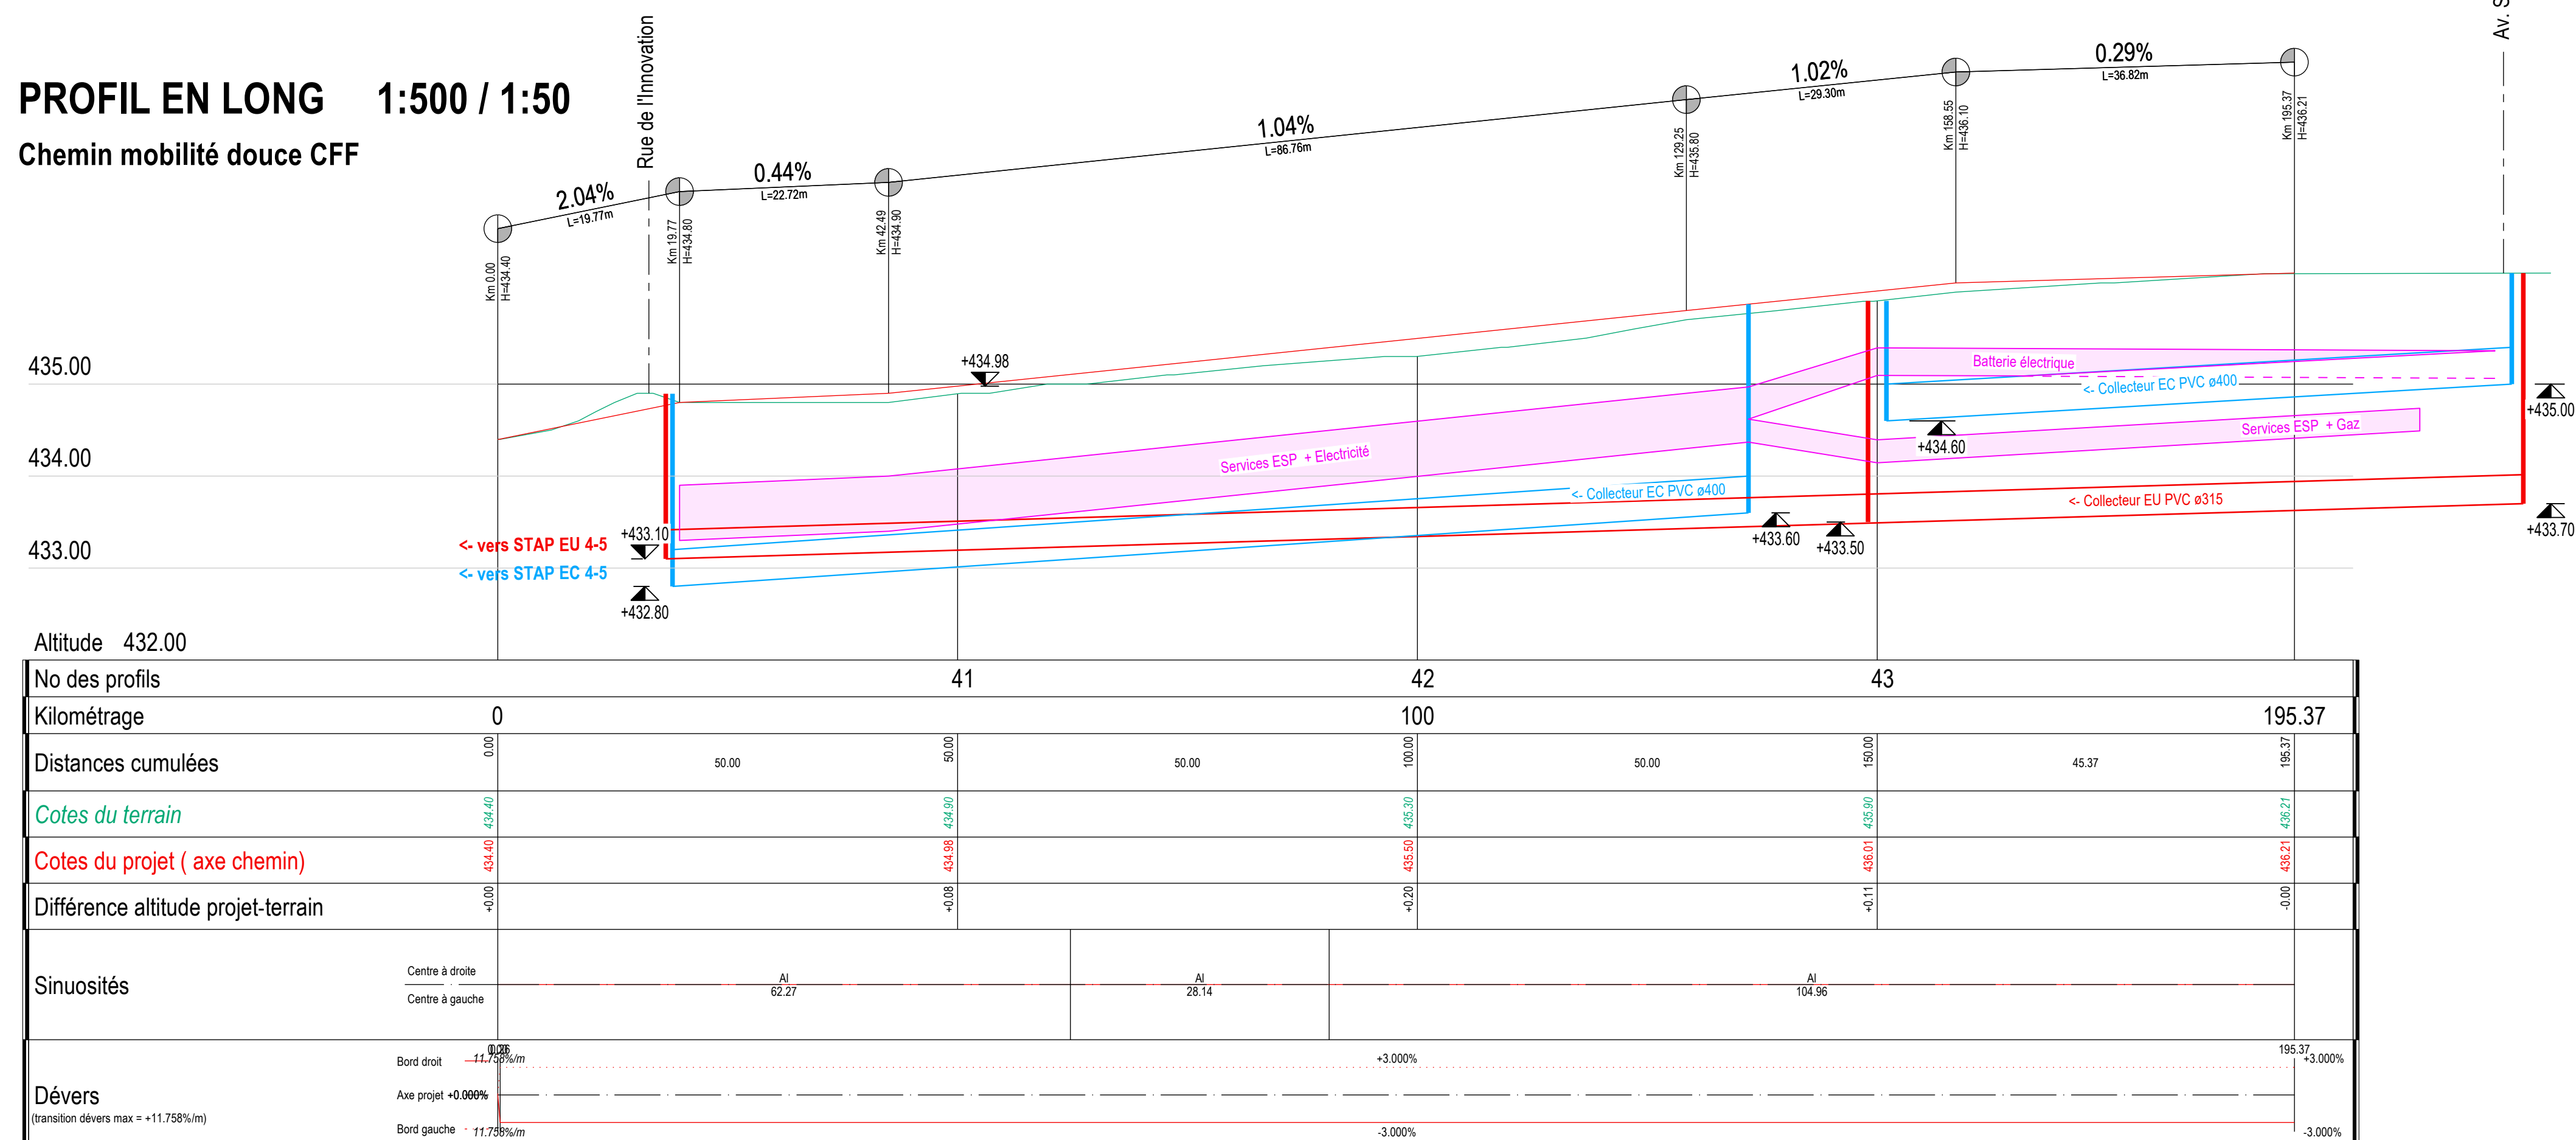 PROFIL EN LONG 1:500 / 1:50
Chemin mobilité douce CFF
Rue de l'Innovation
Av. S
2.04%
L=19.77m
0.44%
L=22.72m
1.04%
L=86.76m
1.02%
L=29.30m
0.29%
L=36.82m
Km 0.00
H=434.40
Km 19.77
H=434.80
Km 42.49
H=434.90
Km 129.25
H=435.80
Km 158.55
H=436.10
Km 195.37
H=436.21
435.00
434.00
433.00
+434.98
Batterie électrique
<- Collecteur EC PVC ø400
+435.00
Services ESP + Gaz
+434.60
Services ESP + Electricité
<- Collecteur EC PVC ø400
<- Collecteur EU PVC ø315
+433.10
+433.60
+433.50
+433.70
<- vers STAP EU 4-5
<- vers STAP EC 4-5
+432.80
Altitude 432.00
No des profils 41 42 43
Kilométrage 0 100 195.37
Distances cumulées 0.00 50.00 50.00 50.00 100.00 50.00 150.00 45.37 195.37
Cotes du terrain 434.40 434.90 435.30 435.90 436.21
Cotes du projet ( axe chemin) 434.40 434.98 435.50 436.01 436.21
Différence altitude projet-terrain +0.00 +0.08 +0.20 +0.11 -0.00
Sinuosités
Centre à droite
Centre à gauche
Al
62.27
Al
28.14
Al
104.96
Dévers
(transition dévers max = +11.758%/m)
195.37
Bord droit 11.758%/m +3.000% +3.000%
Axe projet +0.000%
Bord gauche 11.758%/m -3.000% -3.000%